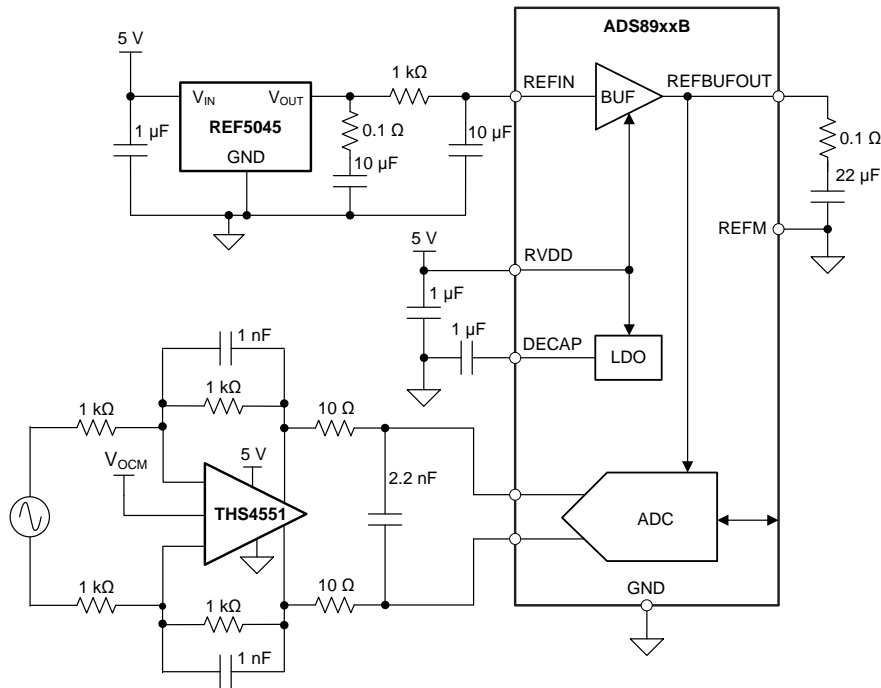 ADS89xxB
5 V
1 kΩ
REFIN
REFBUFOUT
VIN
VOUT
BUF
REF5045
1 µF
0.1 Ω
10 µF
0.1 Ω
GND
10 µF
22 µF
REFM
5 V
RVDD
1 µF
1 µF
DECAP
LDO
1 nF
1 kΩ
1 kΩ
10 Ω
5 V
VOCM
2.2 nF
THS4551
ADC
1 kΩ
1 kΩ
10 Ω
GND
1 nF